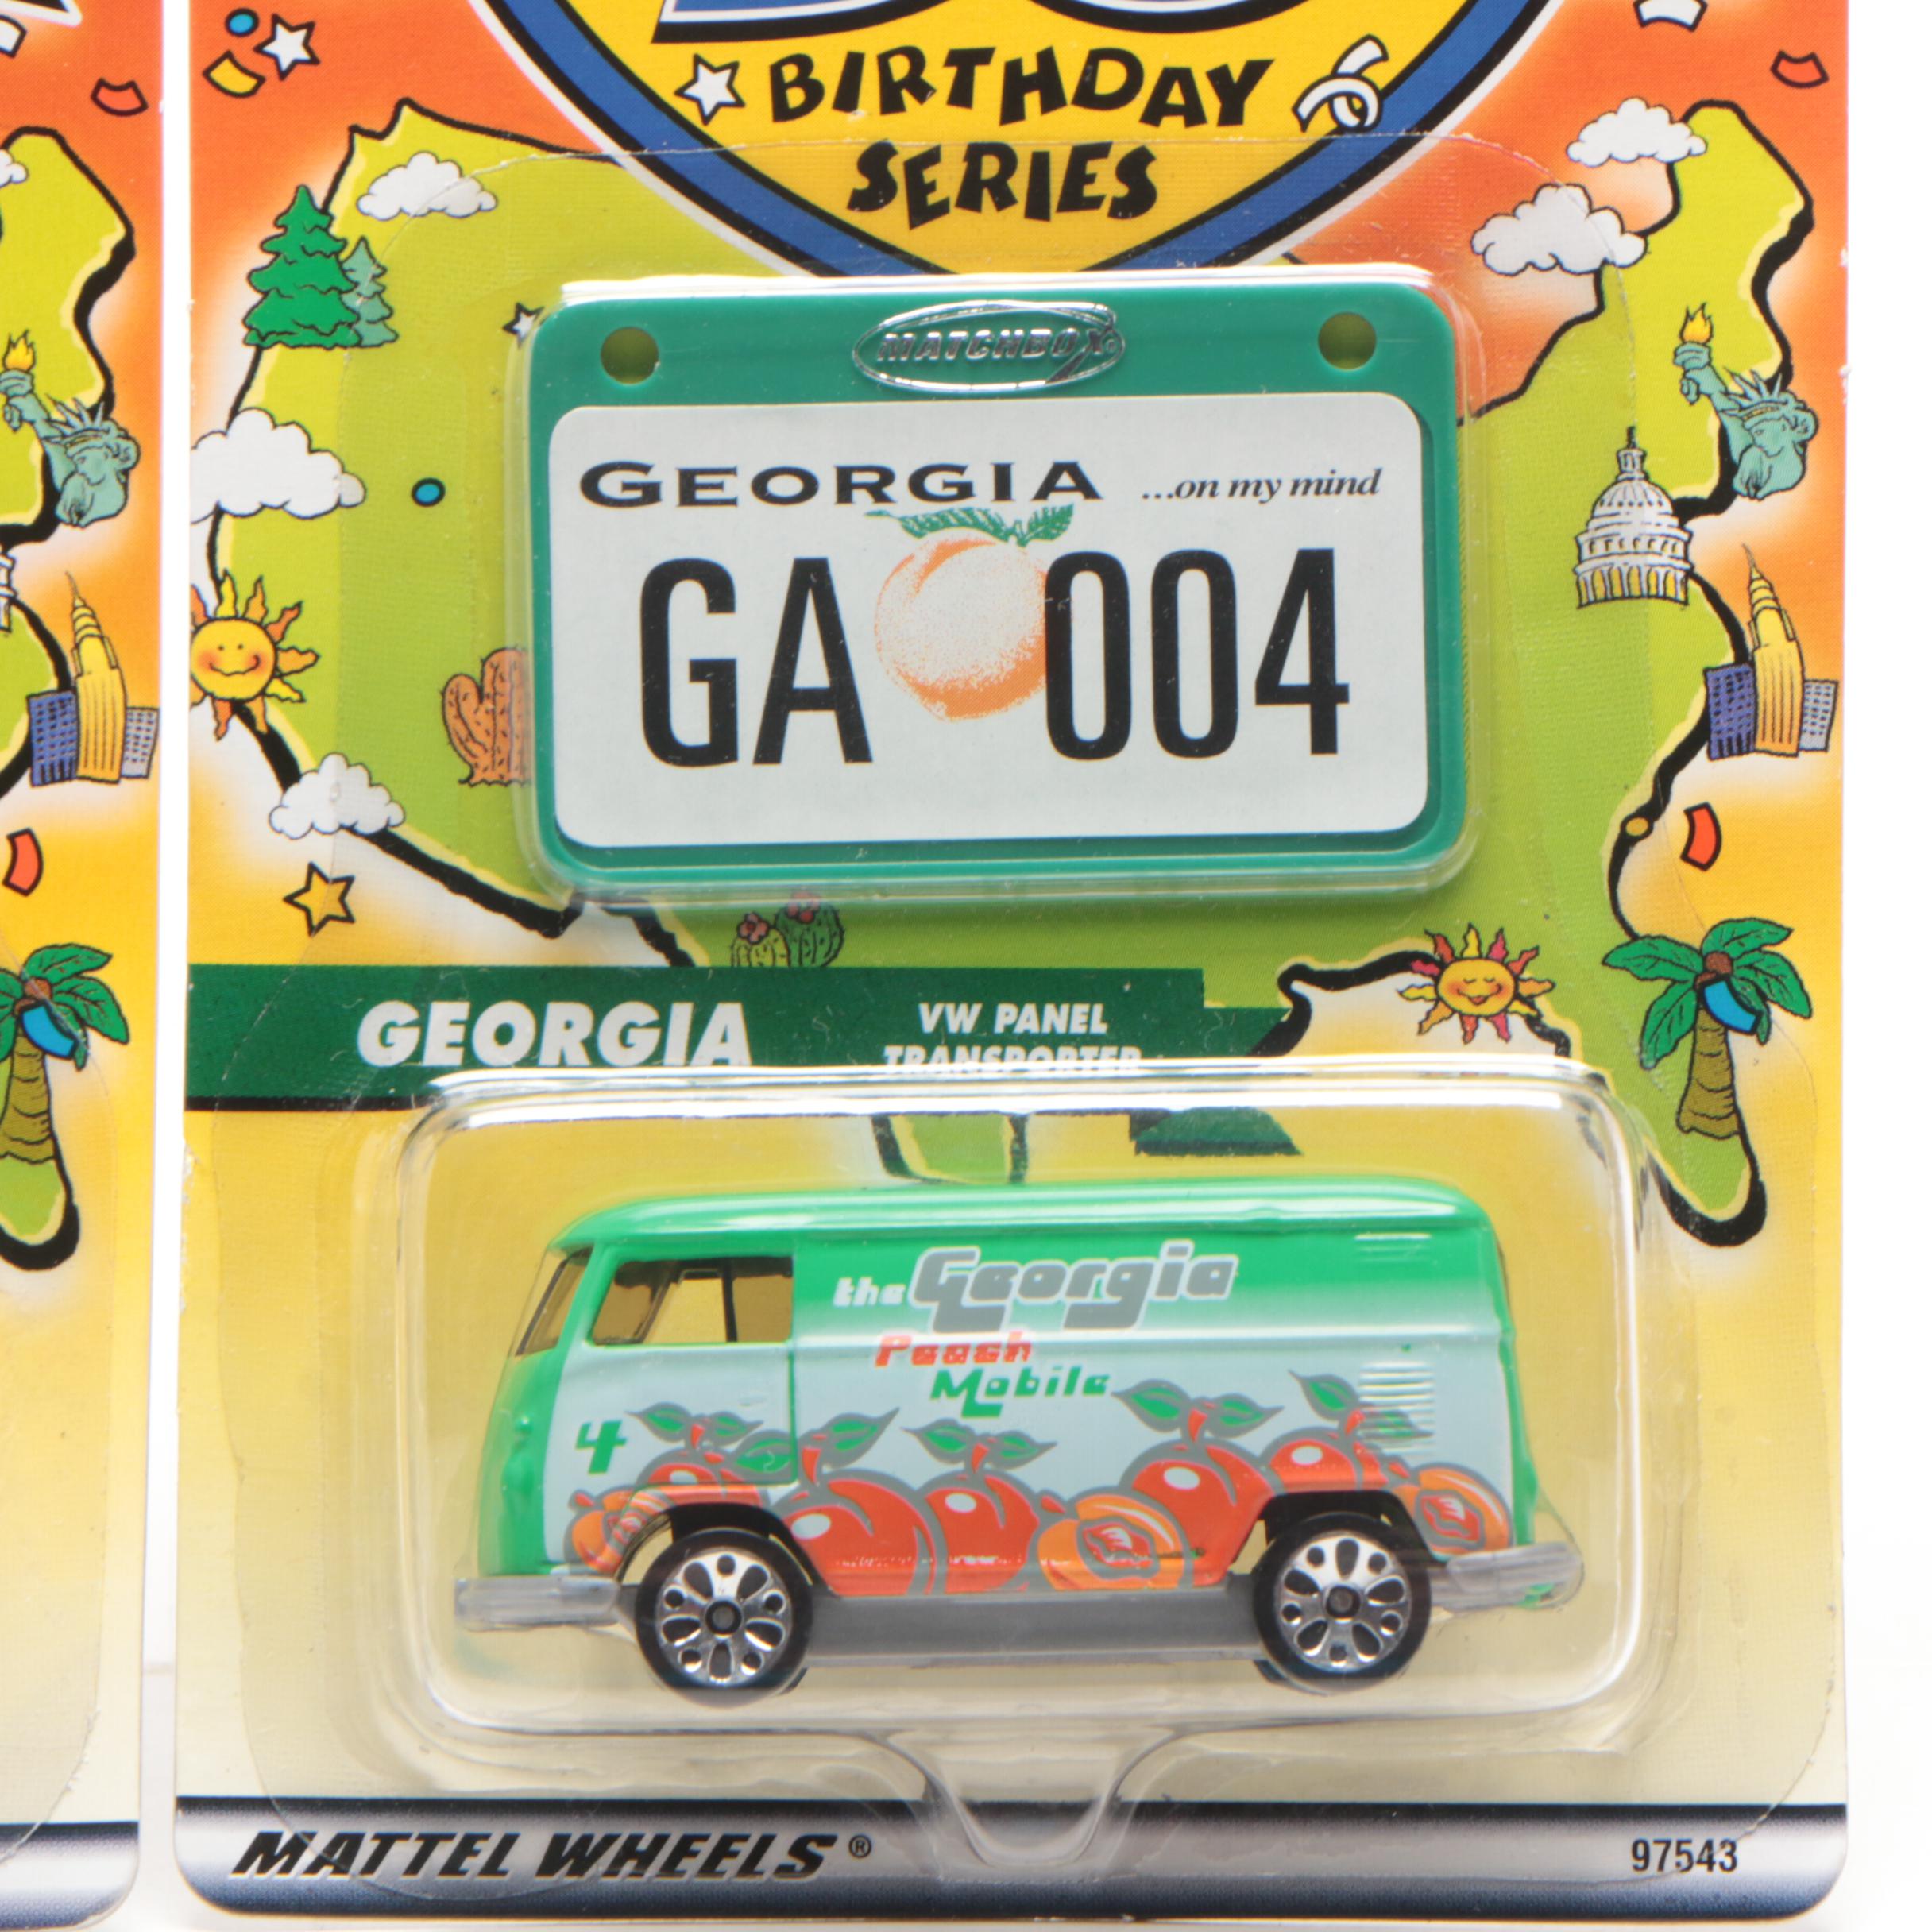 BIRTHDAY
SERIES
MATCHBOX
GEORGIA ...on my mind
GA 004
GEORGIA
VW PANEL
TRANSPORTER
the Georgia
Peach
Mobile
4
MATTEL WHEELS®
97543